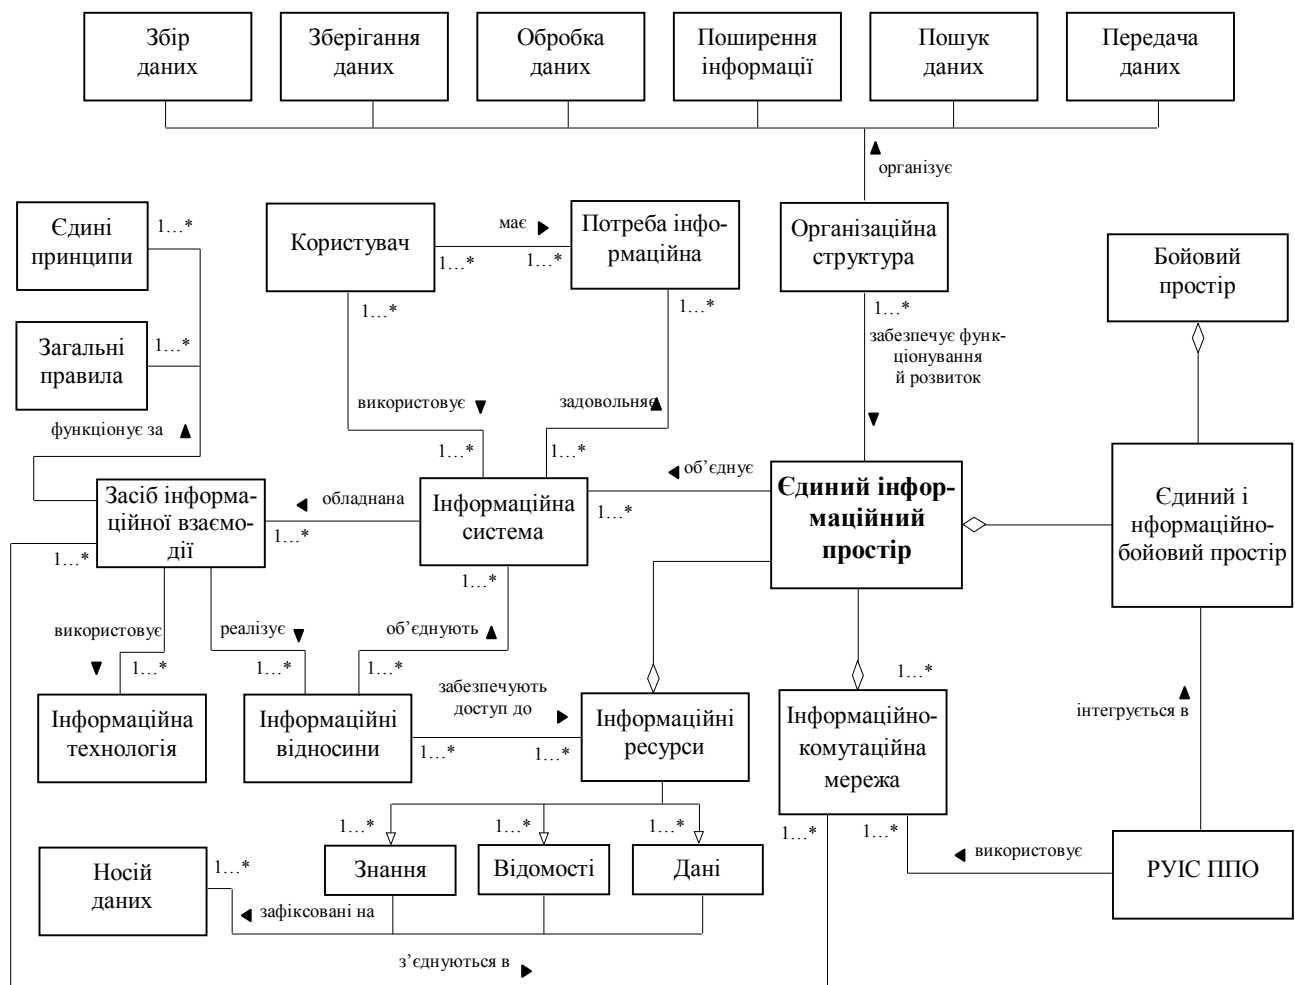 Збір
даних
Зберігання
даних
Обробка
даних
Поширення
інформації
Пошук
даних
Передача
даних
організує
Єдині
принципи
1…*
Користувач
має
1…*
1…*
Потреба інфо-
рмаційна
Організаційна
структура
Бойовий
простір
1…*
1…*
1…*
Загальні
правила
1…*
забезпечує функ-
ціонування
й розвиток
використовує
задовольняє
функціонує за
1…*
1…*
об’єднує
Засіб інформа-
ційної взаємо-
дії
обладнана
1…*
Інформаційна
система
1…*
Єдиний інфор-
маційний
простір
Єдиний і
нформаційно-
бойовий простір
1…*
1…*
використовує
реалізує
об’єднують
1…*
1…*
1…*
забезпечують
доступ до
1…*
Інформаційна
технологія
Інформаційні
відносини
1…*
1…*
Інформаційні
ресурси
Інформаційно-
комутаційна
мережа
інтегрується в
1…*
1…*
1…*
1…*
1…*
Носій
даних
1…*
Знання
Відомості
Дані
використовує
РУІС ППО
зафіксовані на
з’єднуються в